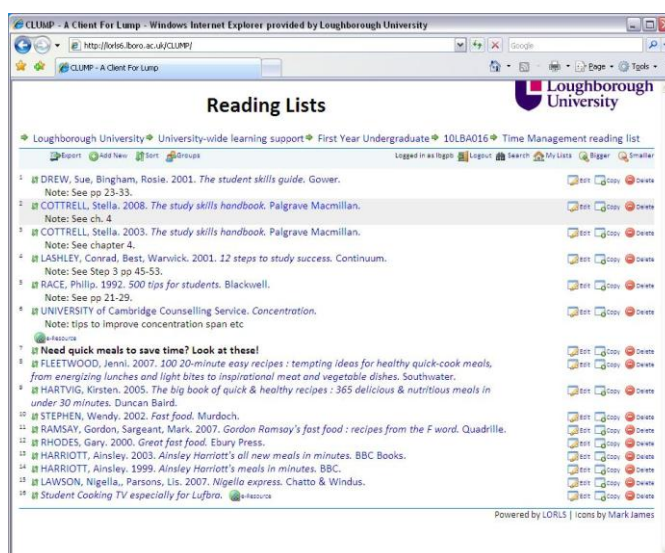 CLUMP - A Client For Lump - Windows Internet Explorer provided by Loughborough University
http://lorls6.lboro.ac.uk/CLUMP/
Google
CLUMP - A Client For Lump
Page
Tools
Loughborough
University
Reading Lists
Loughborough University University-wide learning support First Year Undergraduate 10LBA016 Time Management reading list
Export Add New Sort Groups Logged in as lbgpb Logout Search My Lists Bigger Smaller
1 DREW, Sue, Bingham, Rosie. 2001. The student skills guide. Gower. Edit Copy Delete
Note: See pp 23-33.
2 COTTRELL, Stella. 2008. The study skills handbook. Palgrave Macmillan. Edit Copy Delete
Note: See ch. 4
3 COTTRELL, Stella. 2003. The study skills handbook. Palgrave Macmillan. Edit Copy Delete
Note: See chapter 4.
4 LASHLEY, Conrad, Best, Warwick. 2001. 12 steps to study success. Continuum. Edit Copy Delete
Note: See Step 3 pp 45-53.
5 RACE, Philip. 1992. 500 tips for students. Blackwell. Edit Copy Delete
Note: See pp 21-29.
6 UNIVERSITY of Cambridge Counselling Service. Concentration. Edit Copy Delete
Note: tips to improve concentration span etc
e-Resource
7 Need quick meals to save time? Look at these! Edit Copy Delete
8 FLEETWOOD, Jenni. 2007. 100 20-minute easy recipes : tempting ideas for healthy quick-cook meals, Edit Copy Delete
from energizing lunches and light bites to inspirational meat and vegetable dishes. Southwater.
9 HARTVIG, Kirsten. 2005. The big book of quick & healthy recipes : 365 delicious & nutritious meals in Edit Copy Delete
under 30 minutes. Duncan Baird.
10 STEPHEN, Wendy. 2002. Fast food. Murdoch. Edit Copy Delete
11 RAMSAY, Gordon, Sargeant, Mark. 2007. Gordon Ramsay's fast food : recipes from the F word. Quadrille. Edit Copy Delete
12 RHODES, Gary. 2000. Great fast food. Ebury Press. Edit Copy Delete
13 HARRIOTT, Ainsley. 2003. Ainsley Harriott's all new meals in minutes. BBC Books. Edit Copy Delete
14 HARRIOTT, Ainsley. 1999. Ainsley Harriott's meals in minutes. BBC. Edit Copy Delete
15 LAWSON, Nigella,, Parsons, Lis. 2007. Nigella express. Chatto & Windus. Edit Copy Delete
16 Student Cooking TV especially for Lufbra. e-Resource Edit Copy Delete
Powered by LORLS | Icons by Mark James